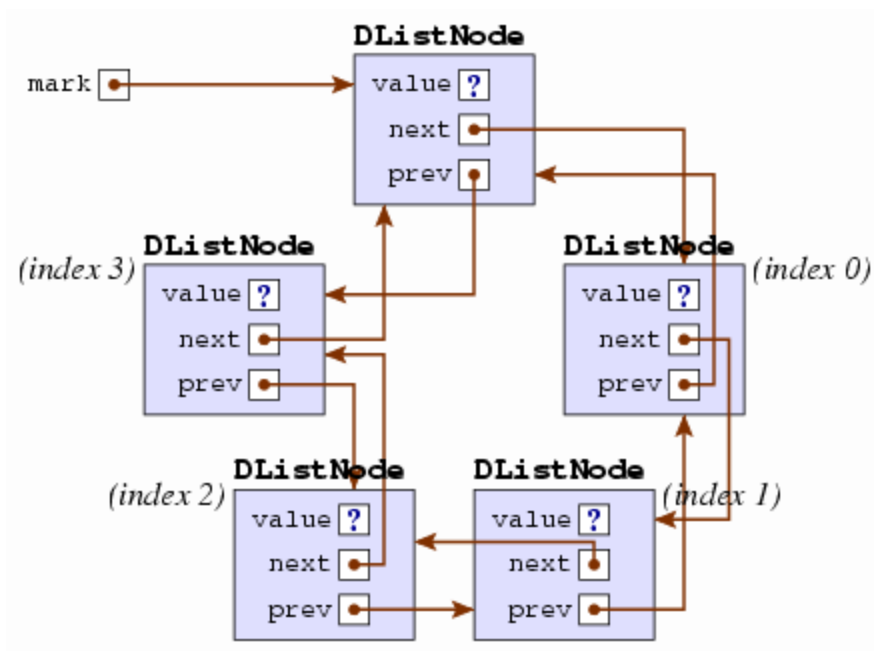 DListNode
mark
value ?
next
prev
DListNode
(index 3)
value ?
next
prev
DListNode
(index 0)
value ?
next
prev
DListNode
(index 2)
value ?
next
prev
DListNode
(index 1)
value ?
next
prev